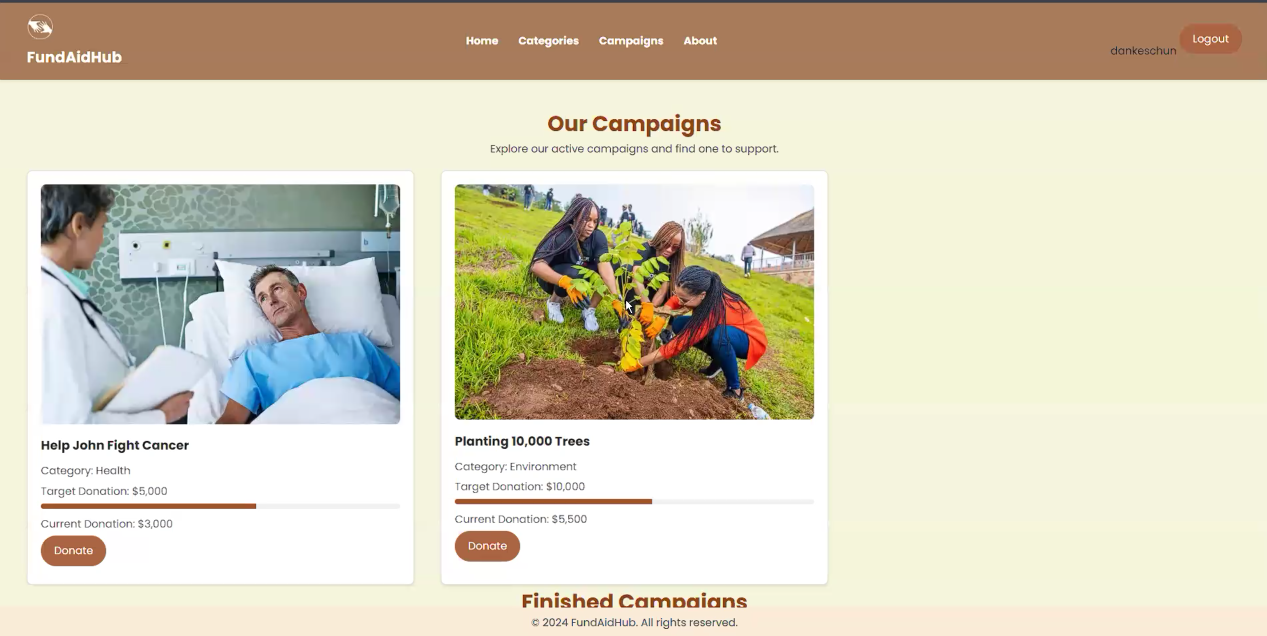 FundAidHub
Home Categories Campaigns About
dankeschun
Logout
Our Campaigns
Explore our active campaigns and find one to support.
Help John Fight Cancer
Category: Health
Target Donation: $5,000
Current Donation: $3,000
Donate
Planting 10,000 Trees
Category: Environment
Target Donation: $10,000
Current Donation: $5,500
Donate
Finished Campaigns
© 2024 FundAidHub. All rights reserved.